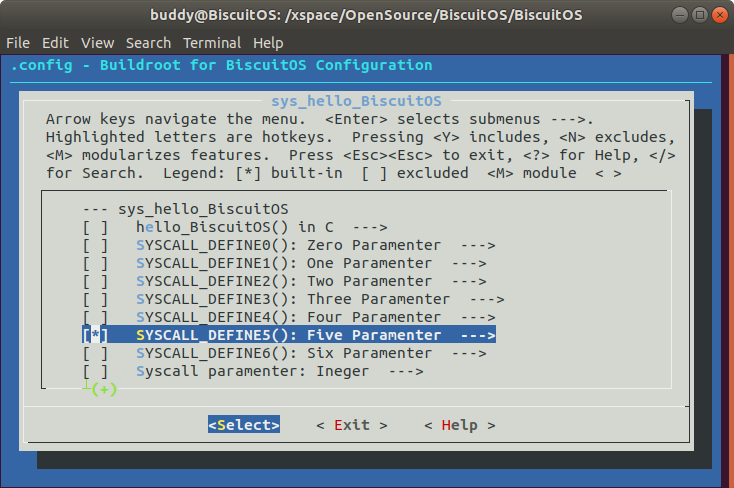 buddy@BiscuitOS: /xspace/OpenSource/BiscuitOS/BiscuitOS
File Edit View Search Terminal Help
.config - Buildroot for BiscuitOS Configuration
sys_hello_BiscuitOS
Arrow keys navigate the menu. <Enter> selects submenus --->.
Highlighted letters are hotkeys. Pressing <Y> includes, <N> excludes,
<M> modularizes features. Press <Esc><Esc> to exit, <?> for Help, </>
for Search. Legend: [*] built-in [ ] excluded <M> module < >
--- sys_hello_BiscuitOS
[ ] hello_BiscuitOS() in C --->
[ ] SYSCALL_DEFINE0(): Zero Paramenter --->
[ ] SYSCALL_DEFINE1(): One Paramenter --->
[ ] SYSCALL_DEFINE2(): Two Paramenter --->
[ ] SYSCALL_DEFINE3(): Three Paramenter --->
[ ] SYSCALL_DEFINE4(): Four Paramenter --->
[*] SYSCALL_DEFINE5(): Five Paramenter --->
[ ] SYSCALL_DEFINE6(): Six Paramenter --->
[ ] Syscall paramenter: Ineger --->
(+)
<Select> < Exit > < Help >